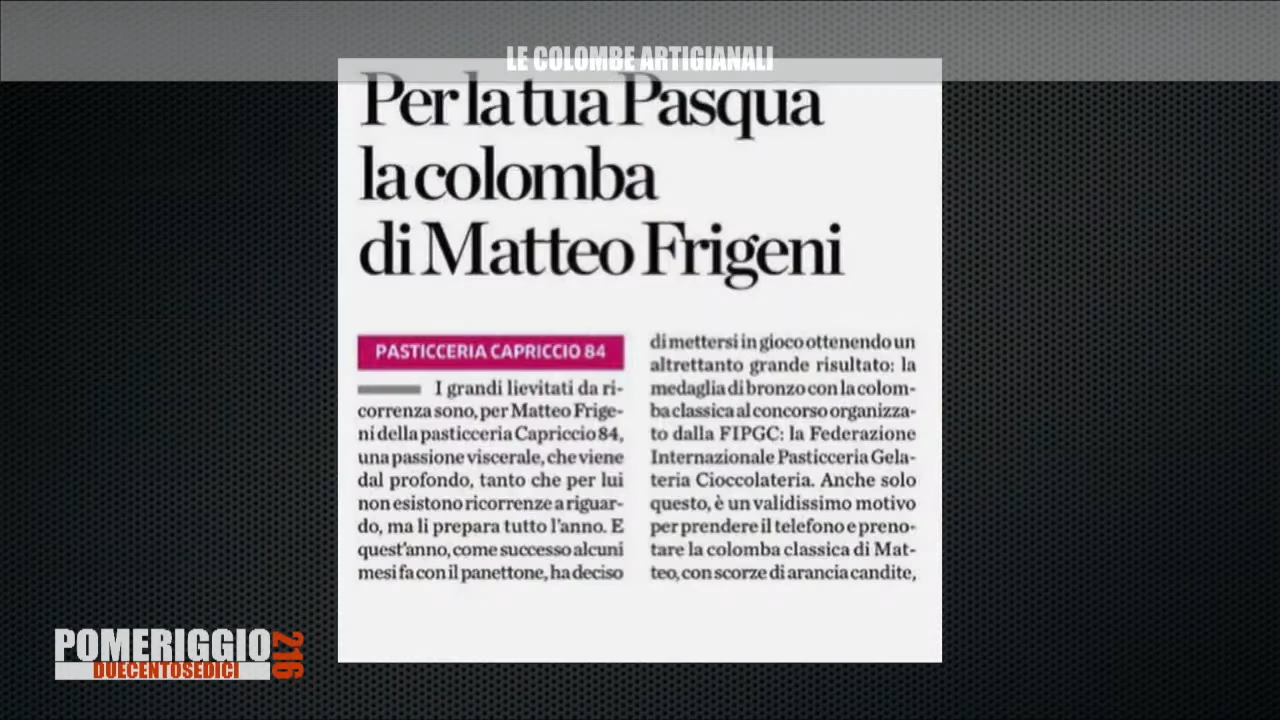 LE COLOMBE ARTIGIANALI
Per la tua Pasqua
la colomba
di Matteo Frigeni
PASTICCERIA CAPRICCIO 84
I grandi lievitati da ri-
correnza sono, per Matteo Frige-
ni della pasticceria Capriccio 84,
una passione viscerale, che viene
dal profondo, tanto che per lui
non esistono ricorrenze a riguar-
do, ma li prepara tutto l'anno. E
quest'anno, come successo alcuni
mesi fa con il panettone, ha deciso
di mettersi in gioco ottenendo un
altrettanto grande risultato: la
medaglia di bronzo con la colom-
ba classica al concorso organizza-
to dalla FIPGC: la Federazione
Internazionale Pasticceria Gela-
teria Cioccolateria. Anche solo
questo, è un validissimo motivo
per prendere il telefono e preno-
tare la colomba classica di Mat-
teo, con scorze di arancia candite,
POMERIGGIO
216
DUECENTOSEDICI